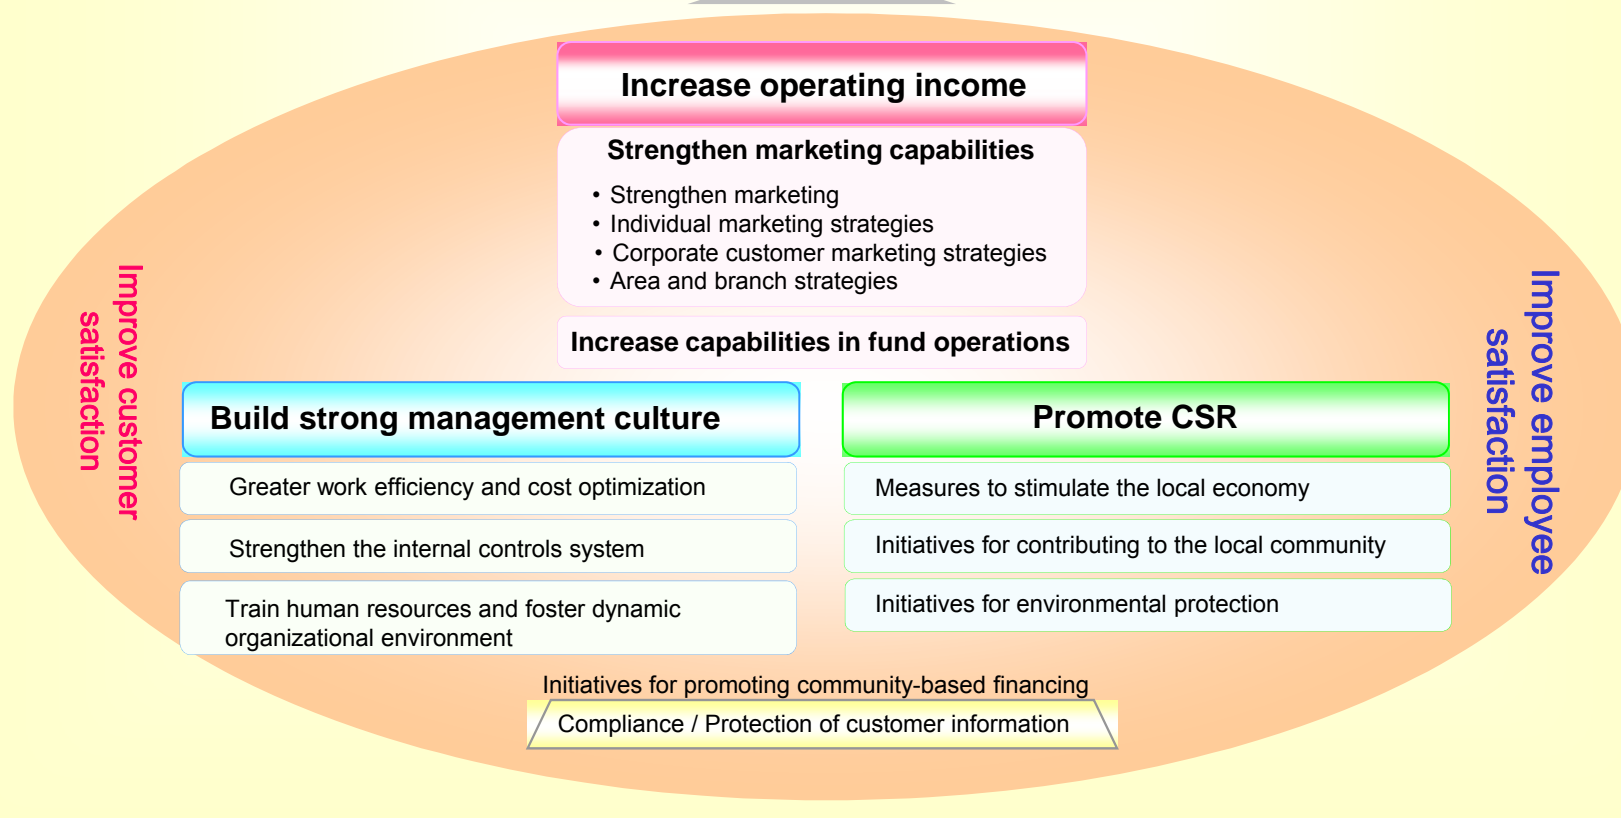 Increase operating income
Strengthen marketing capabilities
• Strengthen marketing
• Individual marketing strategies
• Corporate customer marketing strategies
• Area and branch strategies
Increase capabilities in fund operations
Improve customer
satisfaction
Improve employee
satisfaction
Build strong management culture
Greater work efficiency and cost optimization
Strengthen the internal controls system
Train human resources and foster dynamic
organizational environment
Promote CSR
Measures to stimulate the local economy
Initiatives for contributing to the local community
Initiatives for environmental protection
Initiatives for promoting community-based financing
Compliance / Protection of customer information